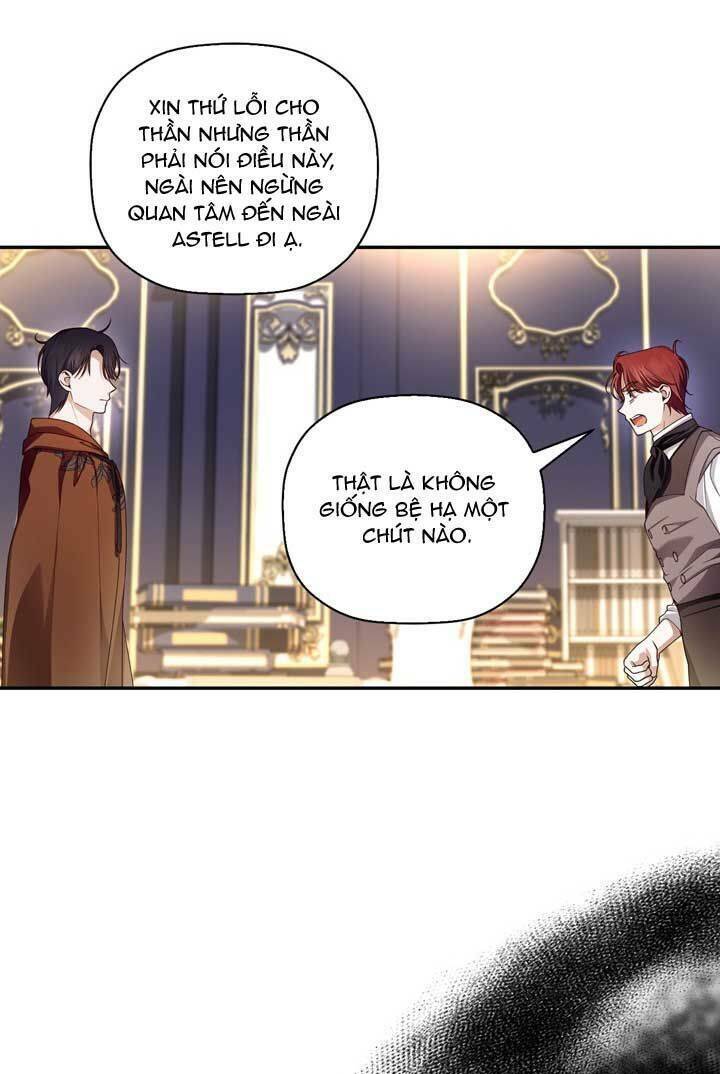 XIN THỨ LỖI CHO
THẦN NHƯNG THẦN
PHẢI NÓI ĐIỀU NÀY,
NGÀI NÊN NGỪNG
QUAN TÂM ĐẾN NGÀI
ASTELL ĐI Ạ.
THẬT LÀ KHÔNG
GIỐNG BỆ HẠ MỘT
CHÚT NÀO.